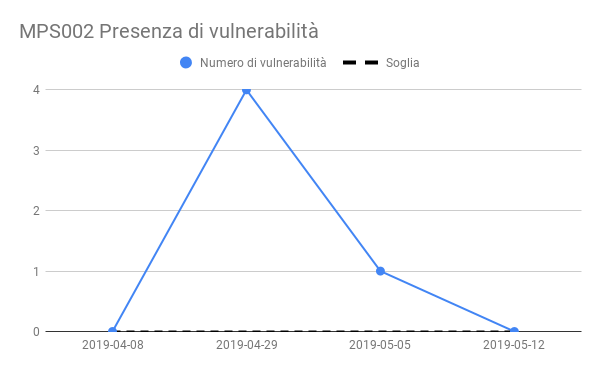 MPS002 Presenza di vulnerabilità
Numero di vulnerabilità Soglia
4
3
2
1
0
2019-04-08 2019-04-29 2019-05-05 2019-05-12